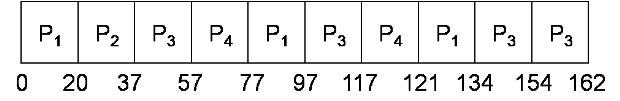 P₁ P₂ P₃ P₄ P₁ P₃ P₄ P₁ P₃ P₃
0 20 37 57 77 97 117 121 134 154 162